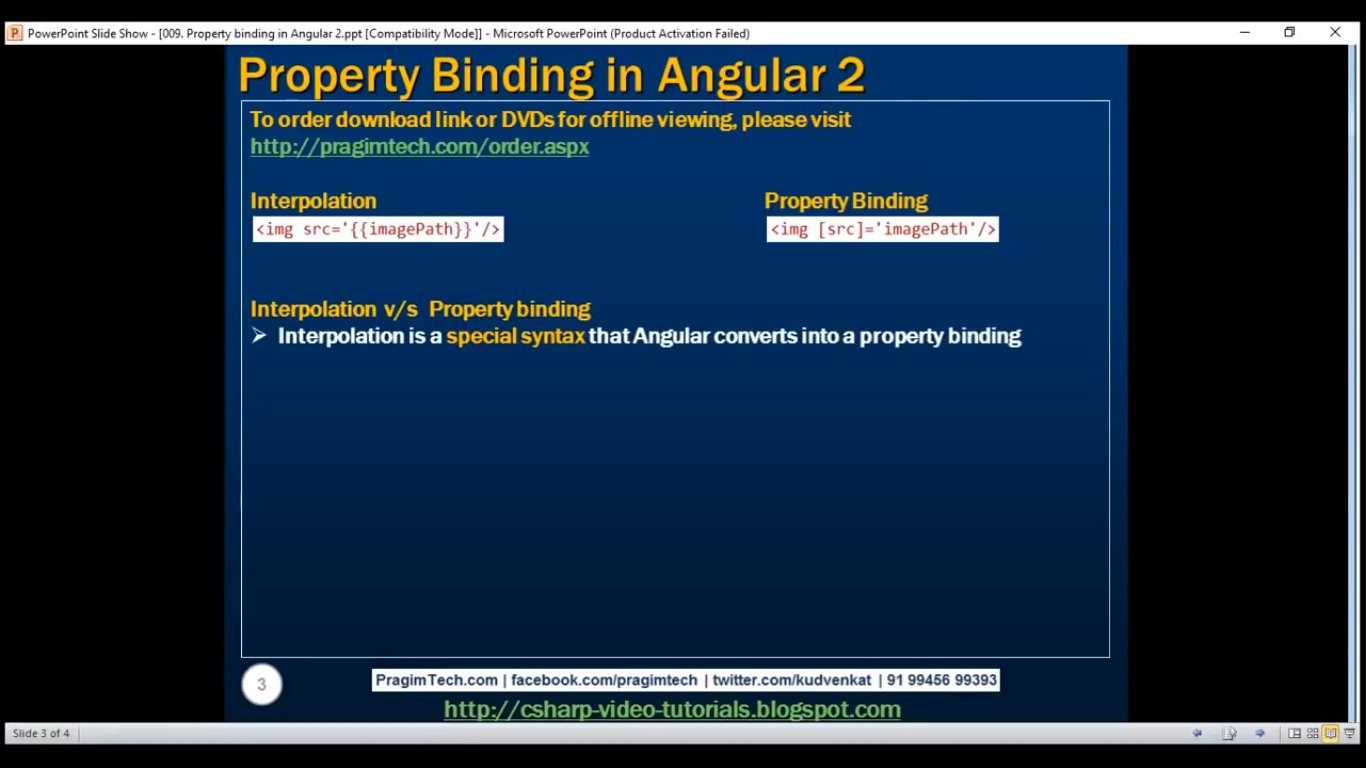 PowerPoint Slide Show - [009. Property binding in Angular 2.ppt [Compatibility Mode]] - Microsoft PowerPoint (Product Activation Failed)
Property Binding in Angular 2
To order download link or DVDs for offline viewing, please visit
http://pragimtech.com/order.aspx
Interpolation
<img src='{{imagePath}}'/>
Property Binding
<img [src]='imagePath'/>
Interpolation v/s Property binding
➢ Interpolation is a special syntax that Angular converts into a property binding
3
PragimTech.com | facebook.com/pragimtech | twitter.com/kudvenkat | 91 99456 99393
http://csharp-video-tutorials.blogspot.com
Slide 3 of 4